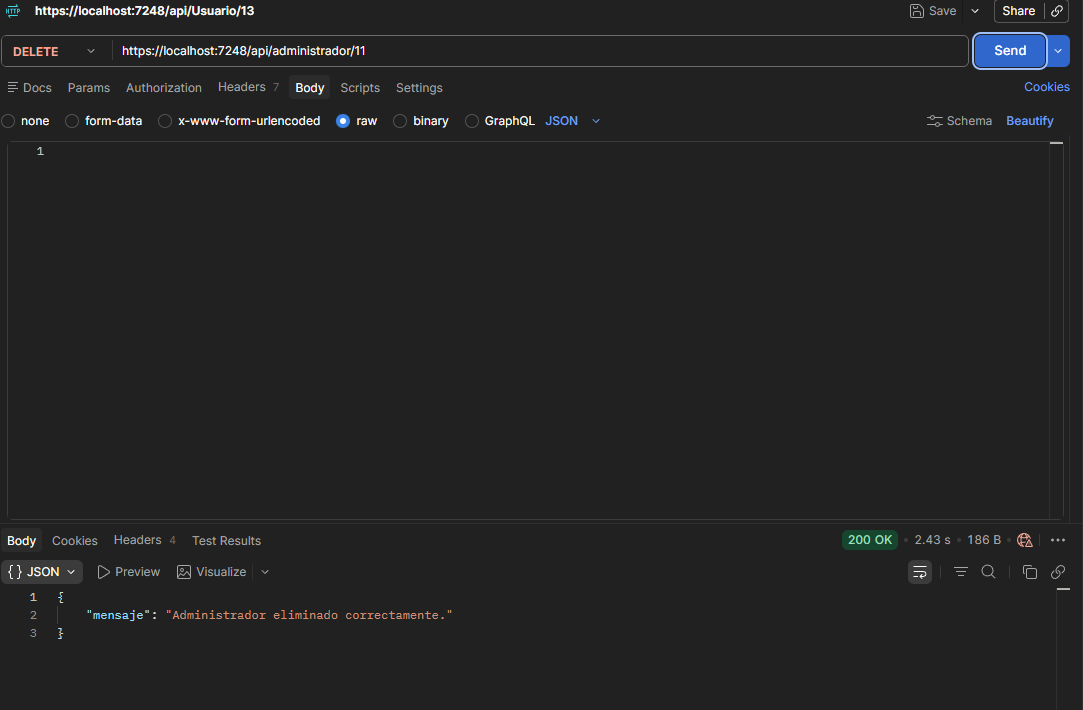 HTTP https://localhost:7248/api/Usuario/13 Save Share
DELETE https://localhost:7248/api/administrador/11 Send
Docs Params Authorization Headers 7 Body Scripts Settings Cookies
none form-data x-www-form-urlencoded raw binary GraphQL JSON Schema Beautify
1
Body Cookies Headers 4 Test Results 200 OK • 2.43 s • 186 B •
{} JSON Preview Visualize
1 {
2 "mensaje": "Administrador eliminado correctamente."
3 }